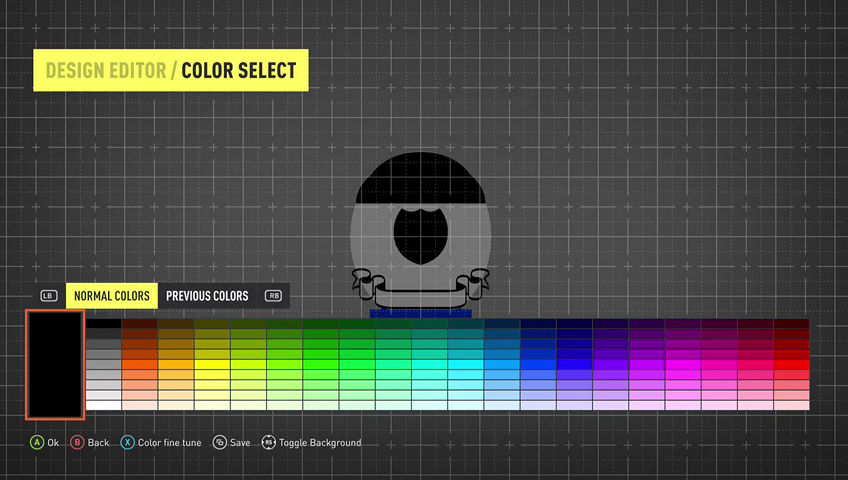 DESIGN EDITOR / COLOR SELECT
LB NORMAL COLORS PREVIOUS COLORS RB
A Ok B Back X Color fine tune Save RS Toggle Background